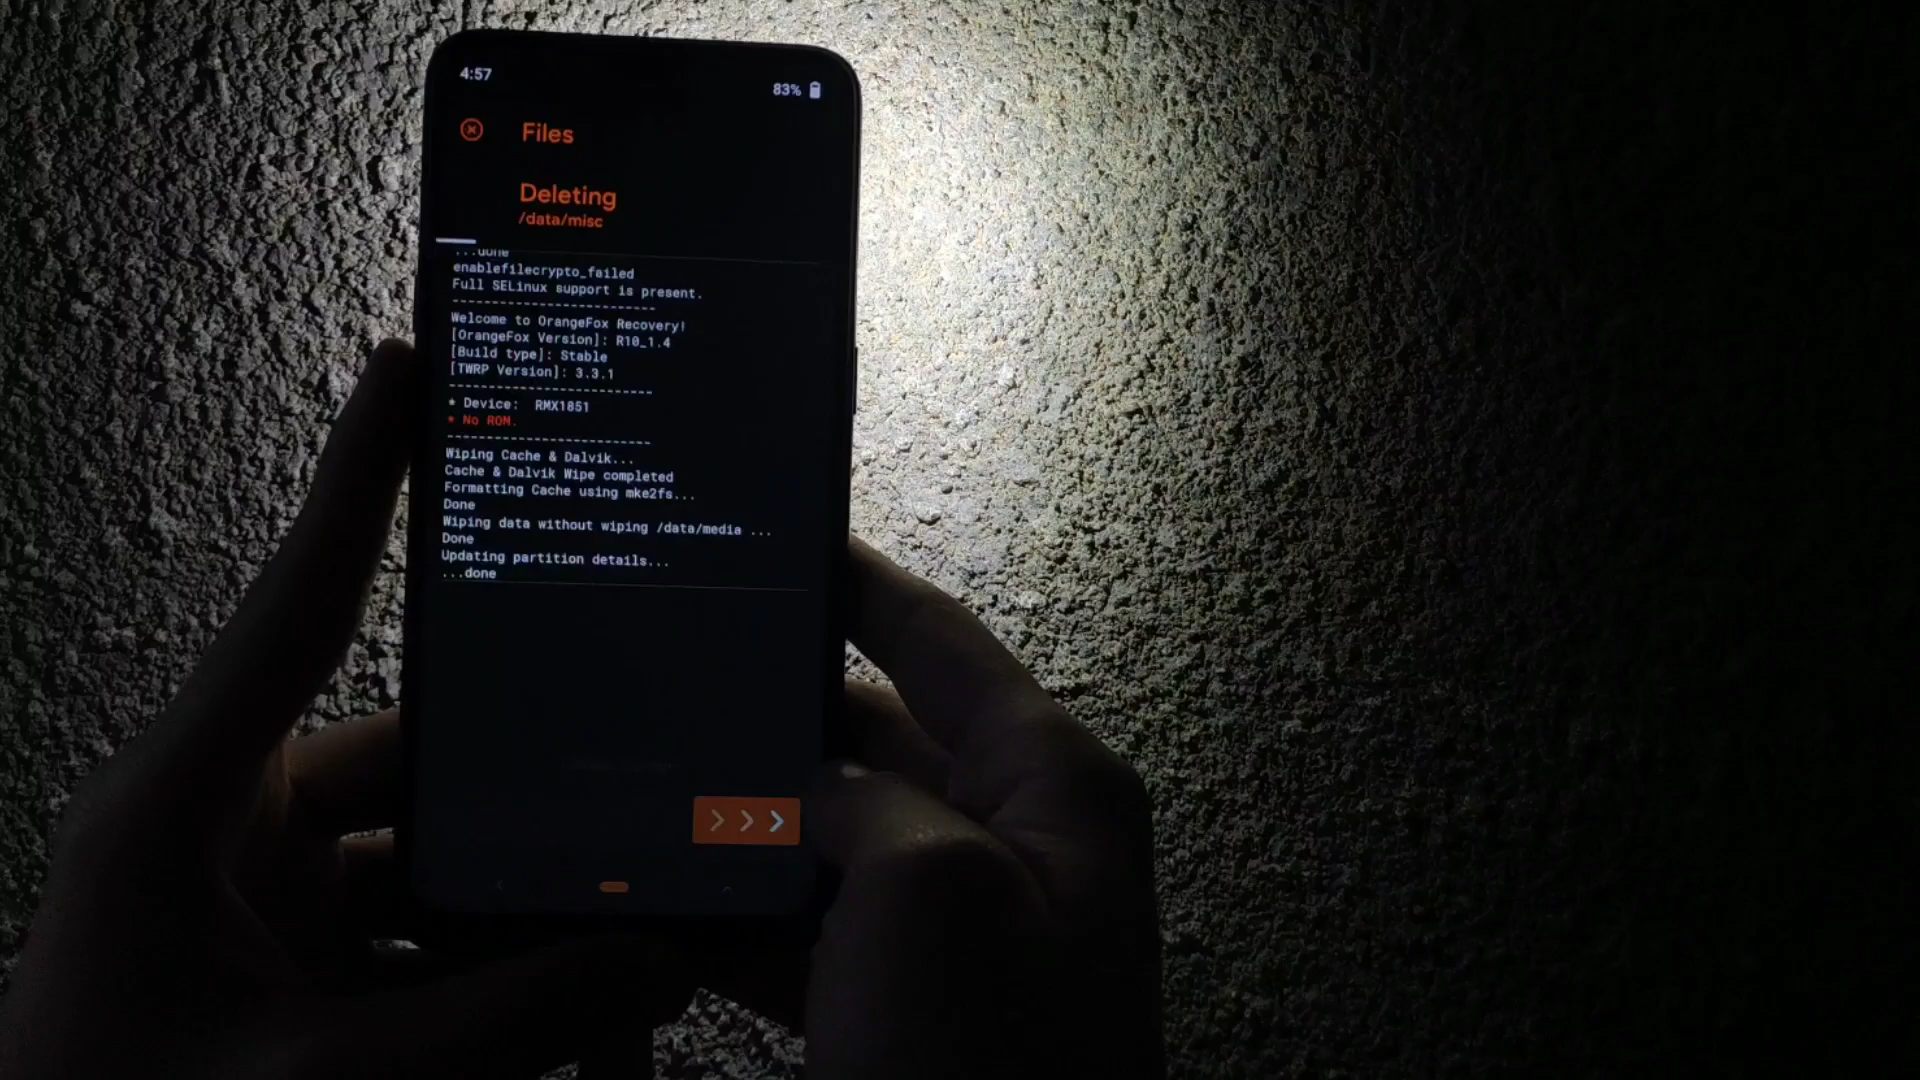 4:57
83%
Files
Deleting
/data/misc
...done
enablefilecrypto_failed
Full SELinux support is present.
--------------------------
Welcome to OrangeFox Recovery!
[OrangeFox Version]: R10_1.4
[Build type]: Stable
[TWRP Version]: 3.3.1
--------------------------
* Device:  RMX1851
* No ROM.
--------------------------
Wiping Cache & Dalvik...
Cache & Dalvik Wipe completed
Formatting Cache using mke2fs...
Done
Wiping data without wiping /data/media ...
Done
Updating partition details...
...done